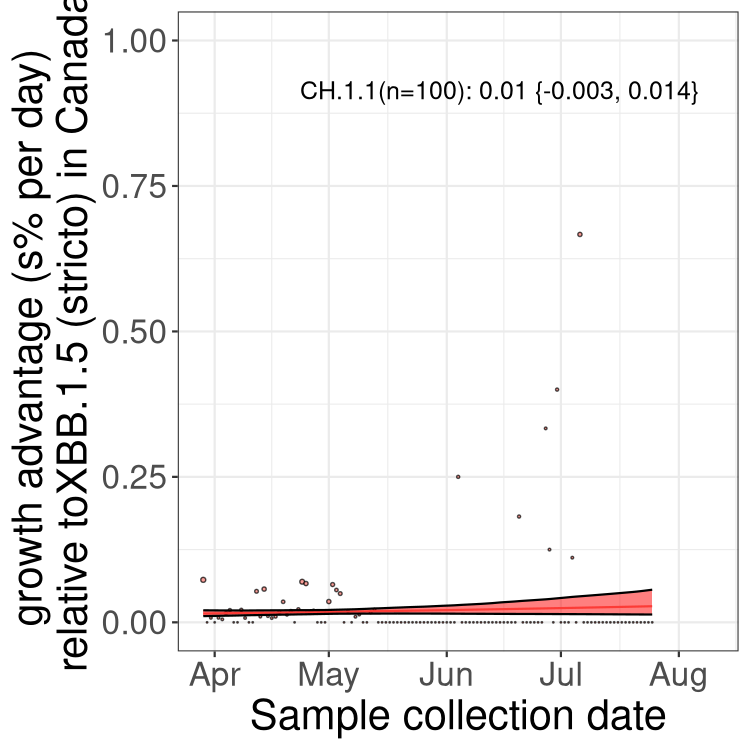 growth advantage (s% per day)
relative toXBB.1.5 (stricto) in Canada
1.00
0.75
0.50
0.25
0.00
CH.1.1(n=100): 0.01 {-0.003, 0.014}
Apr May Jun Jul Aug
Sample collection date